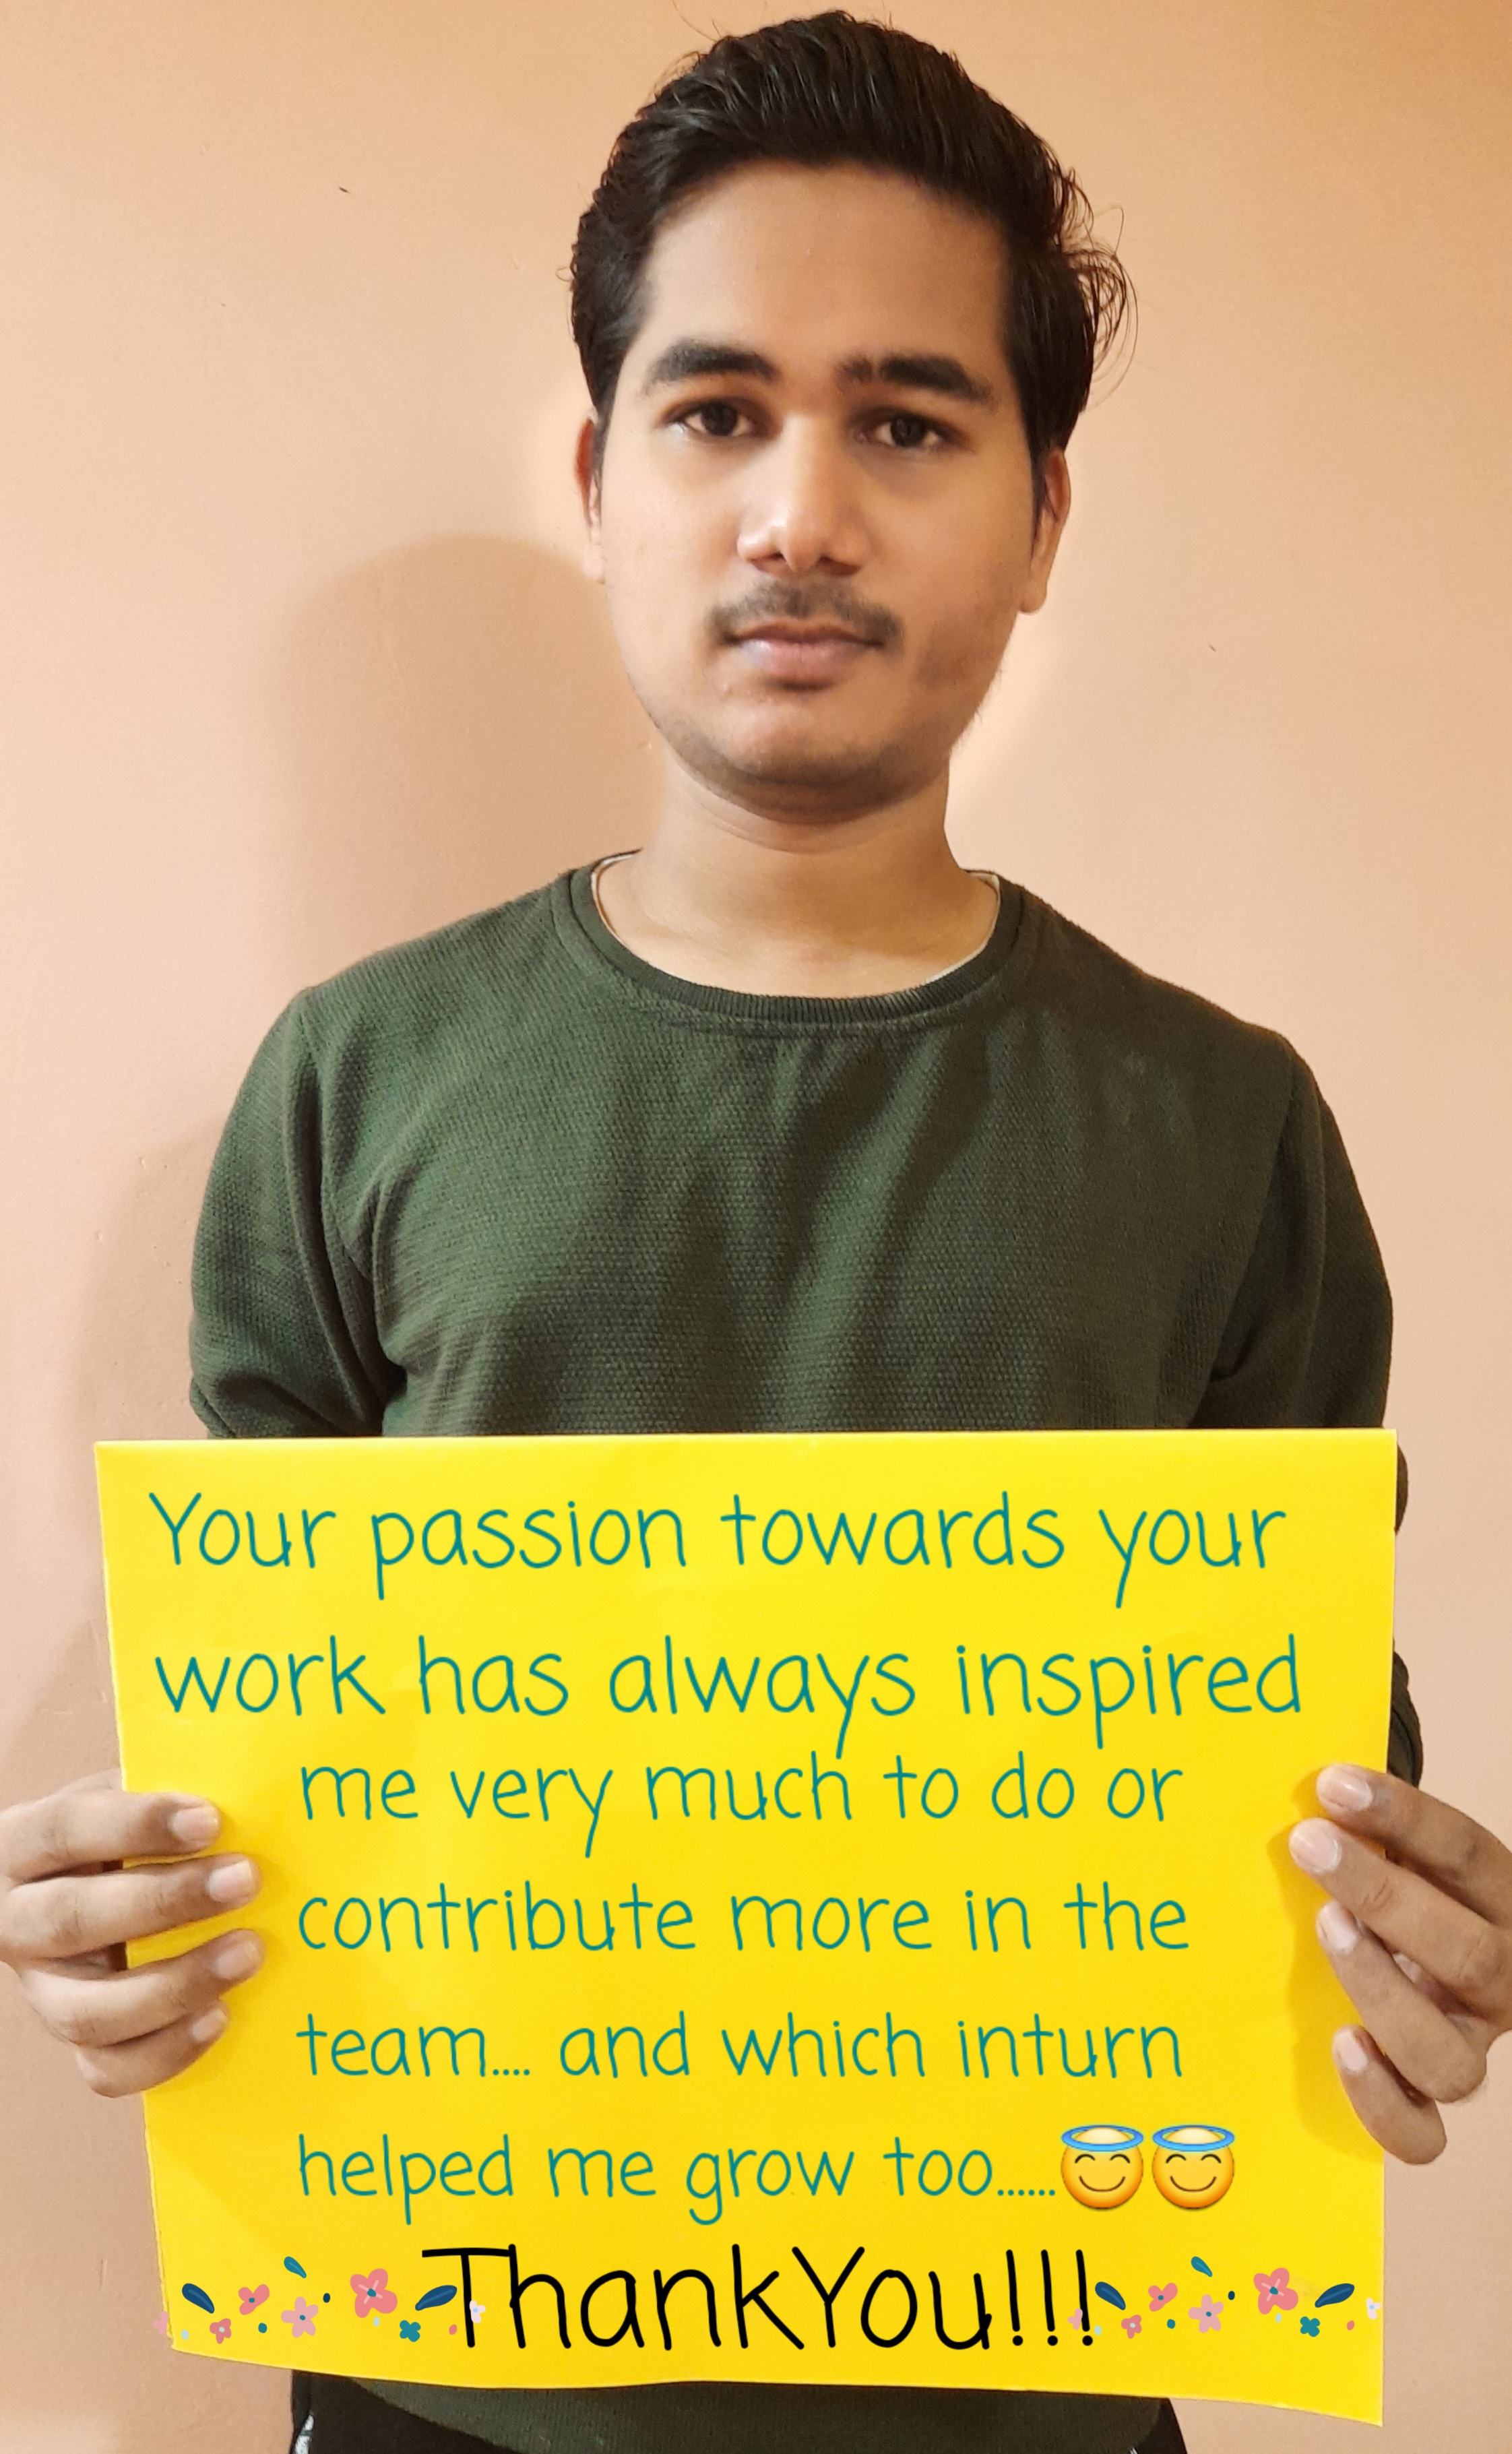 Your passion towards your
work has always inspired
me very much to do or
contribute more in the
team.... and which inturn
helped me grow too......😇😇
ThankYou!!!